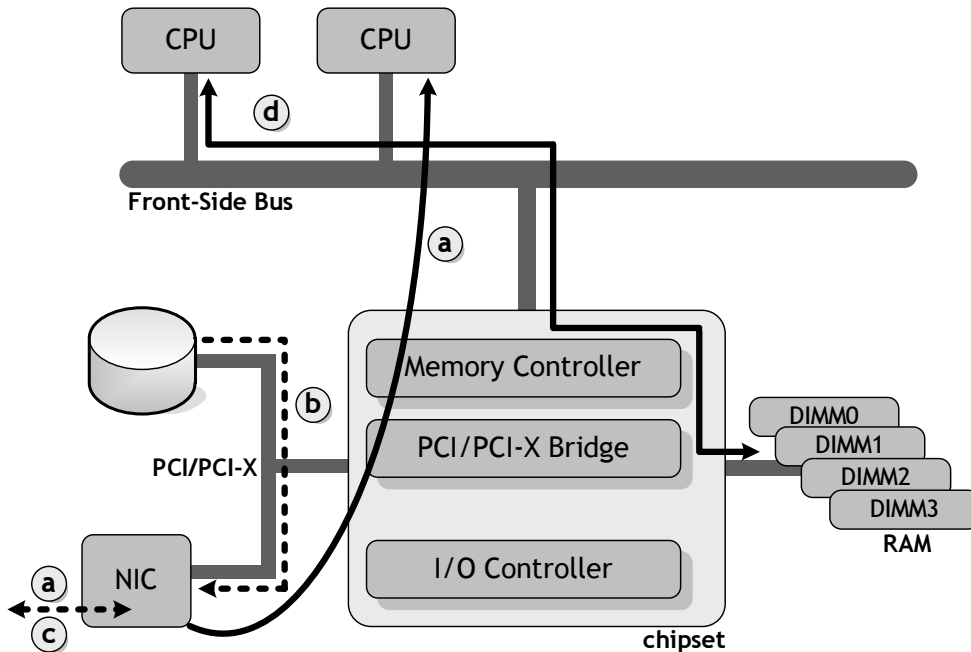 CPU
CPU
d
Front-Side Bus
a
Memory Controller
b
DIMM0
PCI/PCI-X Bridge
DIMM1
PCI/PCI-X
DIMM2
DIMM3
RAM
NIC
I/O Controller
a
c
chipset